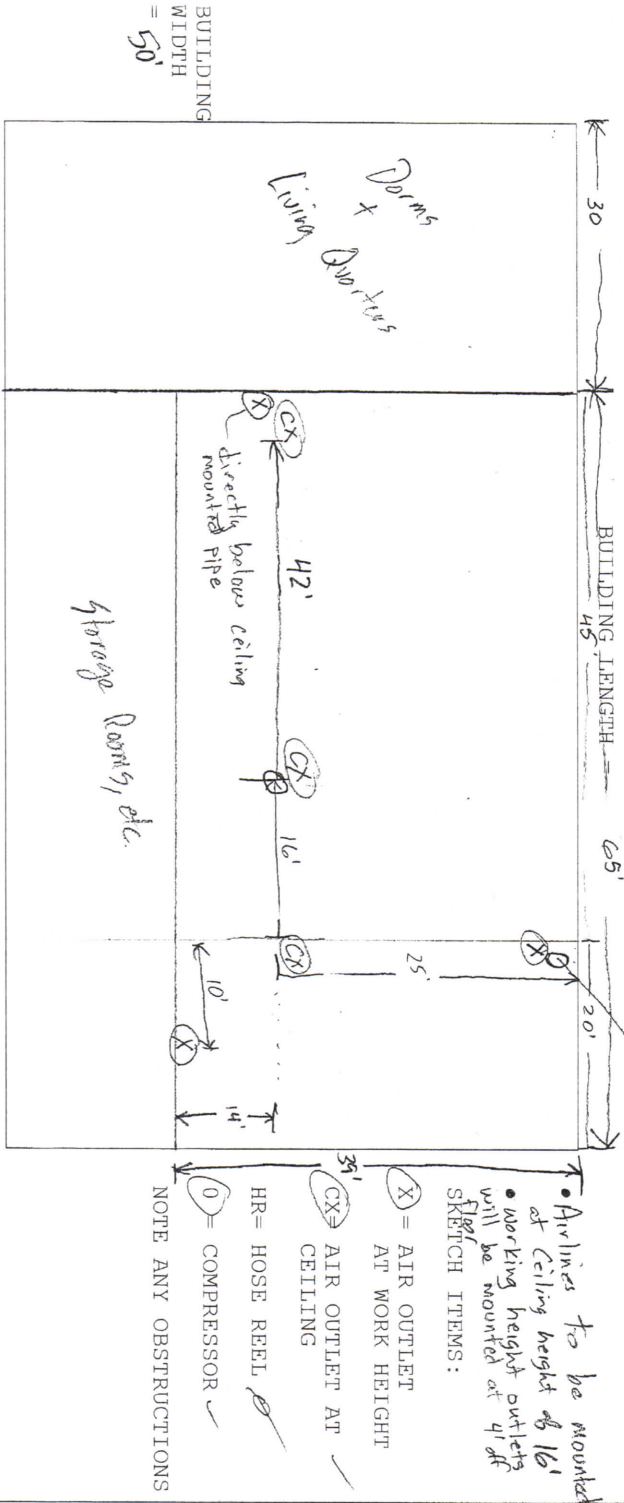 BUILDING LENGTH = 65'
30
45'
20'
BUILDING
WIDTH
= 50'
Dorms
+
Living Quarters
X
CX
directly below ceiling
mounted pipe
42'
CX
16'
CX
25'
X
O
10'
X
14'
39'
Storage Rooms, etc.
• Airlines to be mounted
at Ceiling height of 16'
• Working height outlets
will be mounted at 4' off
floor
SKETCH ITEMS:
X = AIR OUTLET
AT WORK HEIGHT
CX= AIR OUTLET AT
CEILING
HR= HOSE REEL
O = COMPRESSOR
NOTE ANY OBSTRUCTIONS